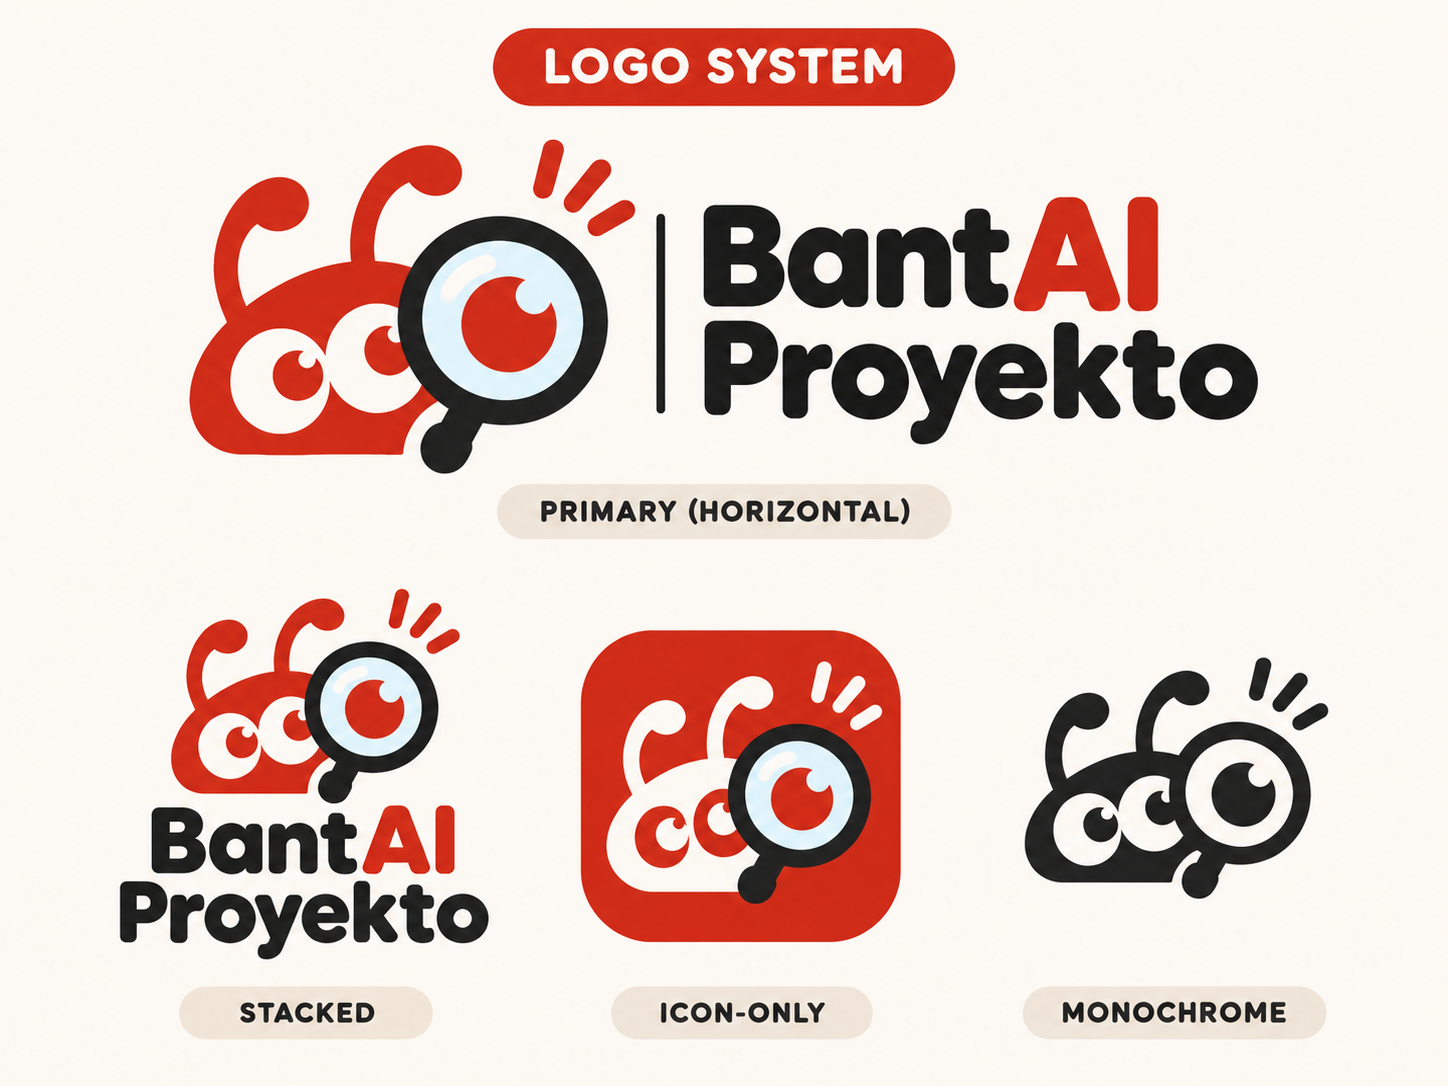 LOGO SYSTEM
BantAI
Proyekto
PRIMARY (HORIZONTAL)
BantAI
Proyekto
STACKED
ICON-ONLY
MONOCHROME